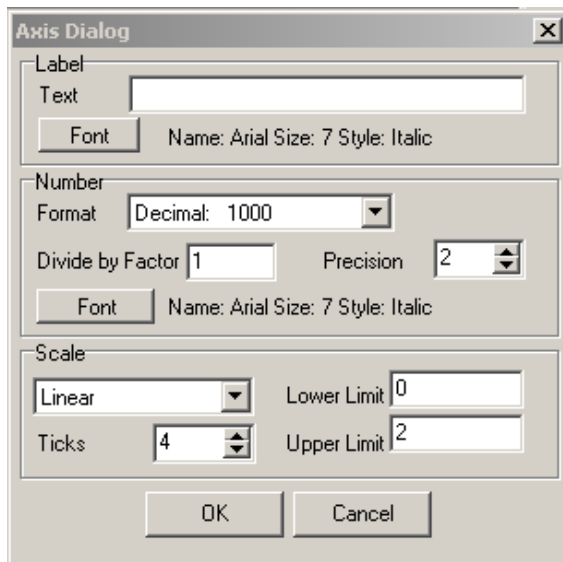 Axis Dialog
Label
Text
Font Name: Arial Size: 7 Style: Italic
Number
Format Decimal: 1000
Divide by Factor 1 Precision 2
Font Name: Arial Size: 7 Style: Italic
Scale
Linear Lower Limit 0
Ticks 4 Upper Limit 2
OK Cancel